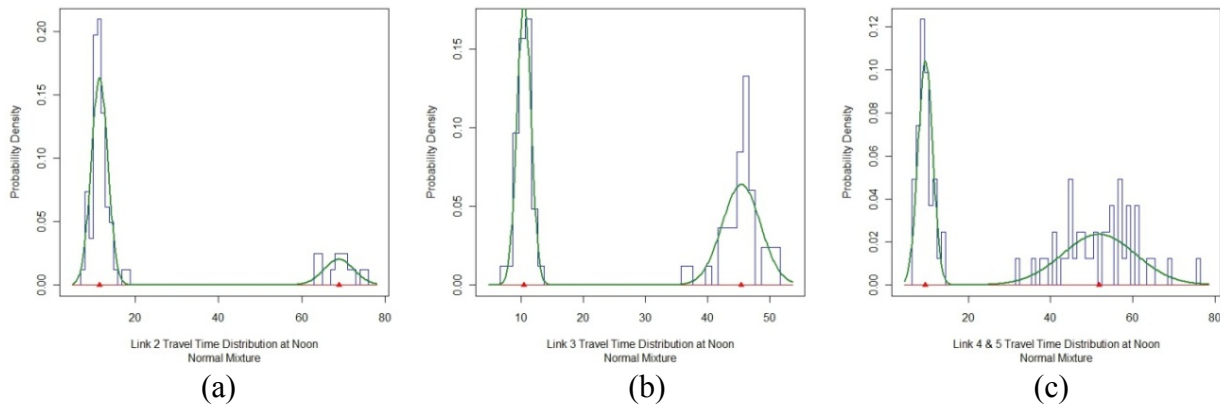 Probability Density
0.00 0.05 0.10 0.15 0.20
20 40 60 80
Link 2 Travel Time Distribution at Noon
Normal Mixture
(a)
Probability Density
0.00 0.05 0.10 0.15
10 20 30 40 50
Link 3 Travel Time Distribution at Noon
Normal Mixture
(b)
Probability Density
0.00 0.02 0.04 0.06 0.08 0.10 0.12
20 40 60 80
Link 4 & 5 Travel Time Distribution at Noon
Normal Mixture
(c)